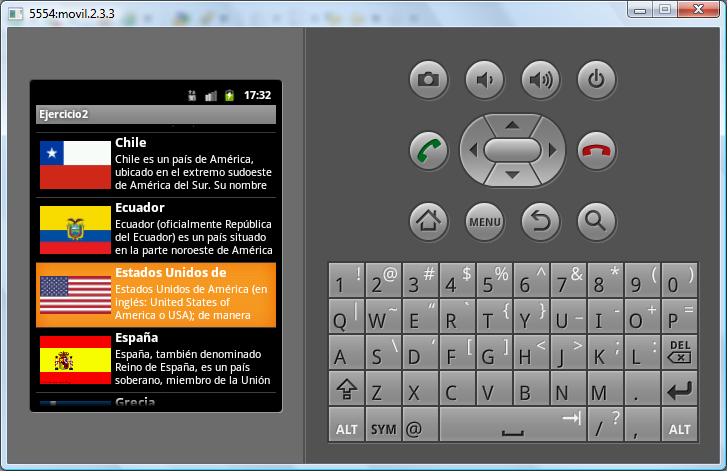 5554:movil.2.3.3
17:32
Ejercicio2
Chile
Chile es un país de América,
ubicado en el extremo sudoeste
de América del Sur. Su nombre
Ecuador
Ecuador (oficialmente República
del Ecuador) es un país situado
en la parte noroeste de América
Estados Unidos de
Estados Unidos de América (en
inglés: United States of
America o USA); de manera
España
España, también denominado
Reino de España, es un país
soberano, miembro de la Unión
Grecia
MENU
1 ! 2 @ 3 # 4 $ 5 % 6 ^ 7 & 8 * 9 ( 0 )
Q | W ~ E “ R ` T { Y } U _ I - O + P =
A S \ D ‘ F [ G ] H < J > K ; L : DEL
Z X C V B N M .
ALT SYM @ / ? , ALT